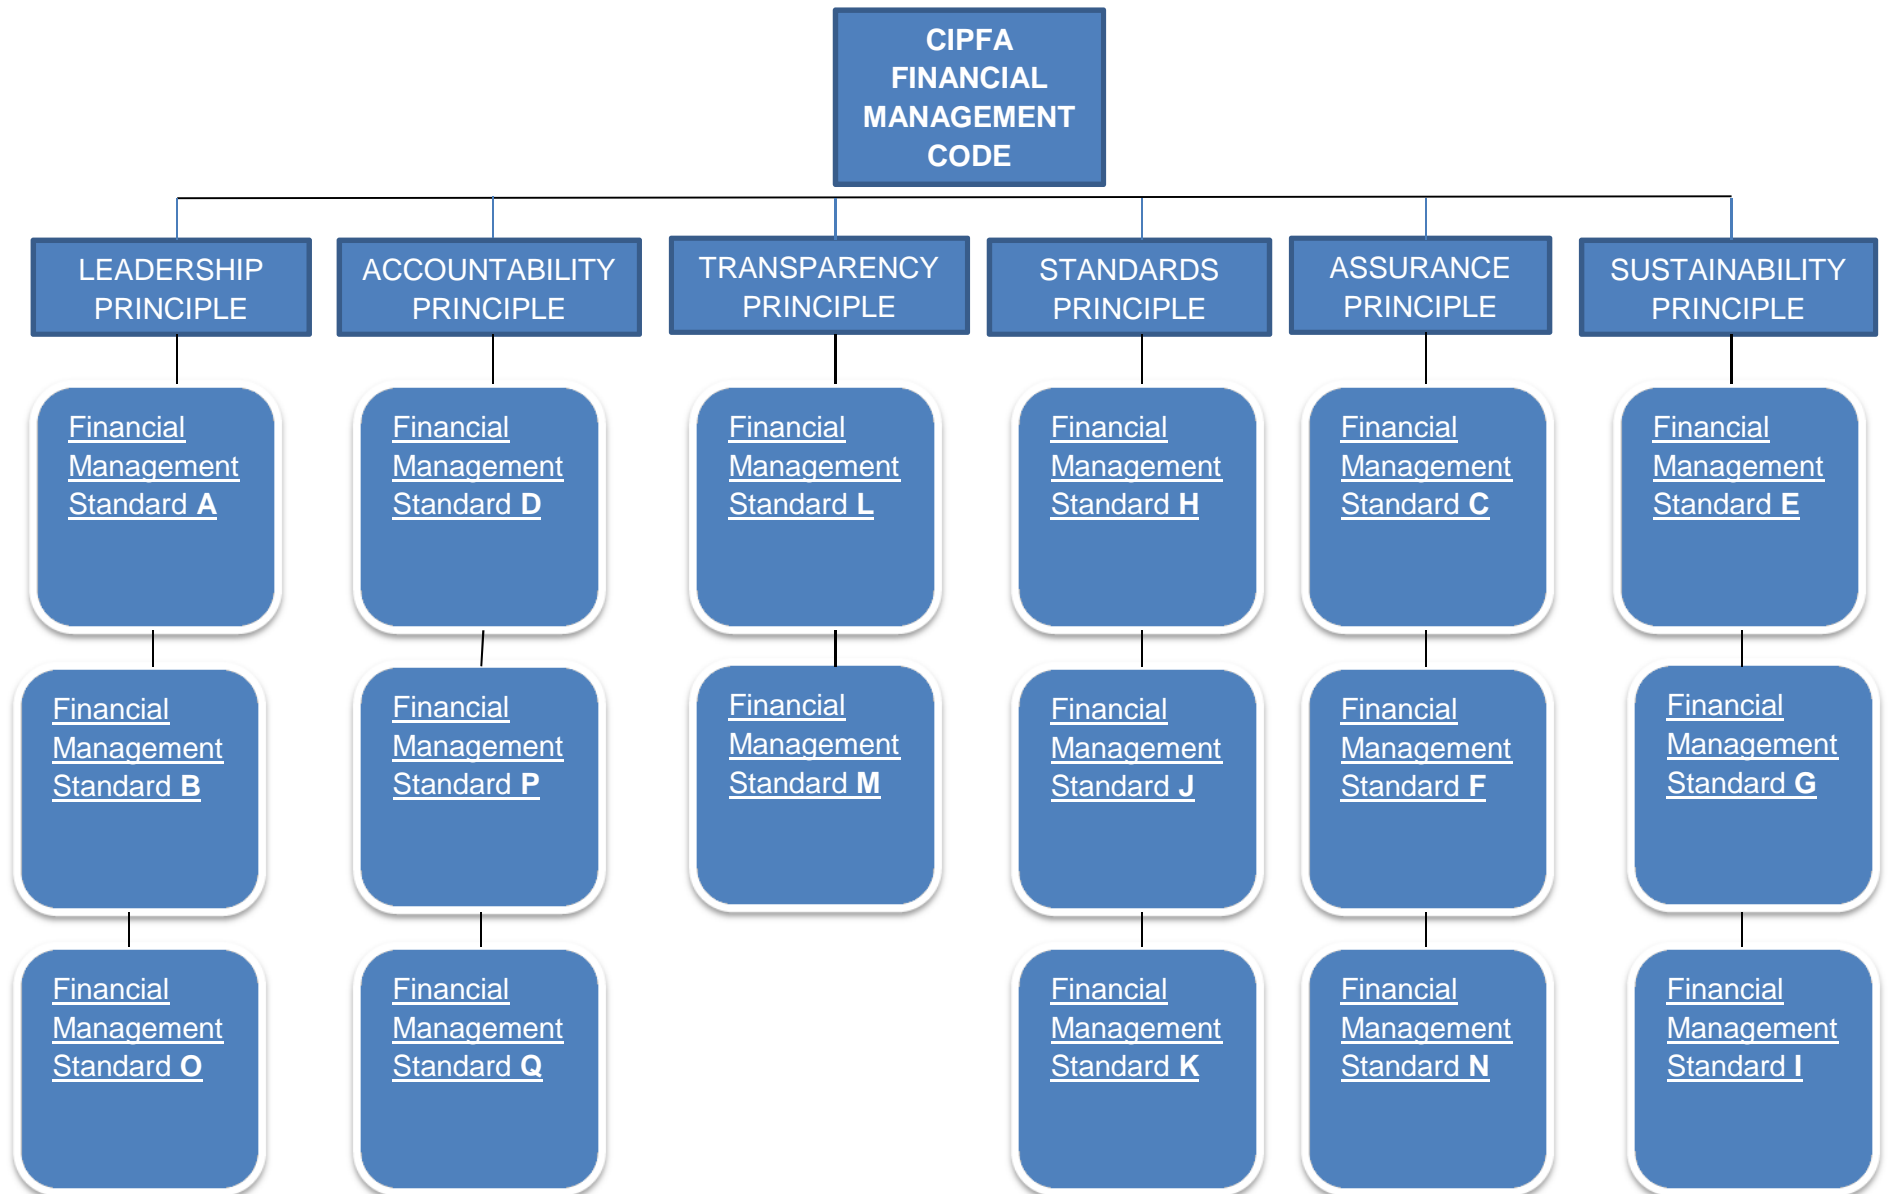 CIPFA
FINANCIAL
MANAGEMENT
CODE
LEADERSHIP
PRINCIPLE
ACCOUNTABILITY
PRINCIPLE
TRANSPARENCY
PRINCIPLE
STANDARDS
PRINCIPLE
ASSURANCE
PRINCIPLE
SUSTAINABILITY
PRINCIPLE
Financial
Management
Standard A
Financial
Management
Standard D
Financial
Management
Standard L
Financial
Management
Standard H
Financial
Management
Standard C
Financial
Management
Standard E
Financial
Management
Standard B
Financial
Management
Standard P
Financial
Management
Standard M
Financial
Management
Standard J
Financial
Management
Standard F
Financial
Management
Standard G
Financial
Management
Standard O
Financial
Management
Standard Q
Financial
Management
Standard K
Financial
Management
Standard N
Financial
Management
Standard I